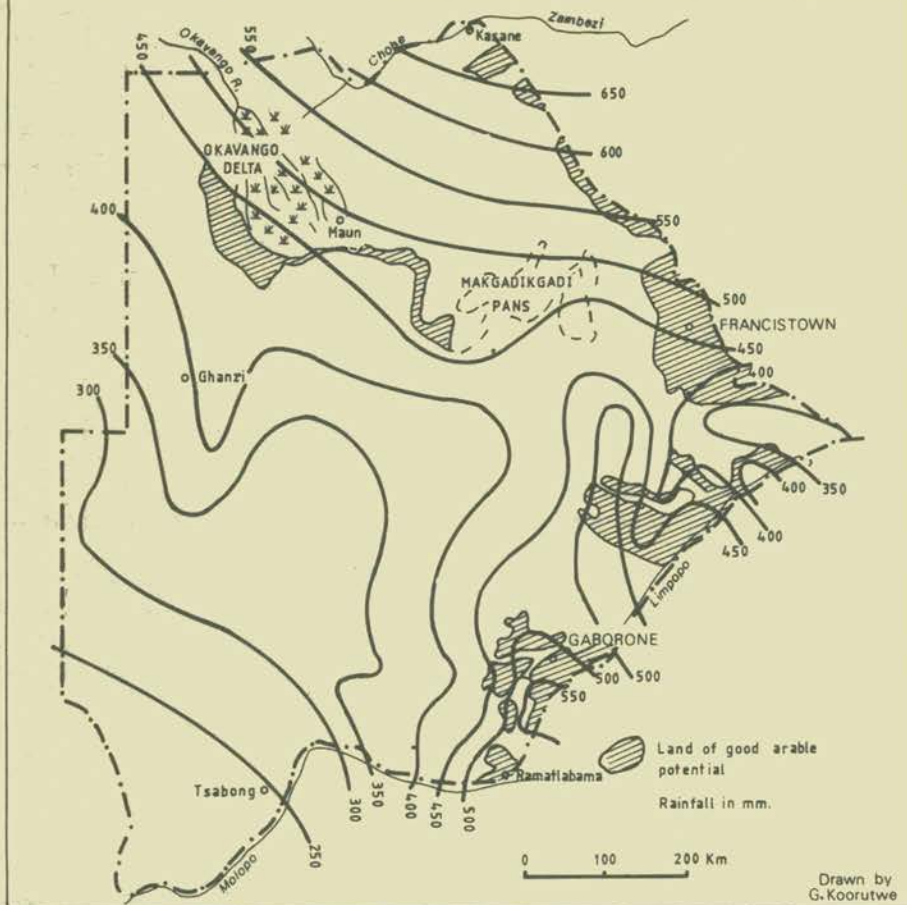 Zambezi
Kasane
550
450
Okavango R.
Chobe
650
600
OKAVANGO
DELTA
550
400
Maun
MAKGADIKGADI
PANS
500
FRANCISTOWN
450
350
400
300
Ghanzi
400
350
400
450
Limpopo
GABORONE
500
500
550
Land of good arable
potential
Ramatlabama
Rainfall in mm.
Tsabong
300
350
400
450
500
250
Molopo
0 100 200 Km
Drawn by
G.Koorutwe